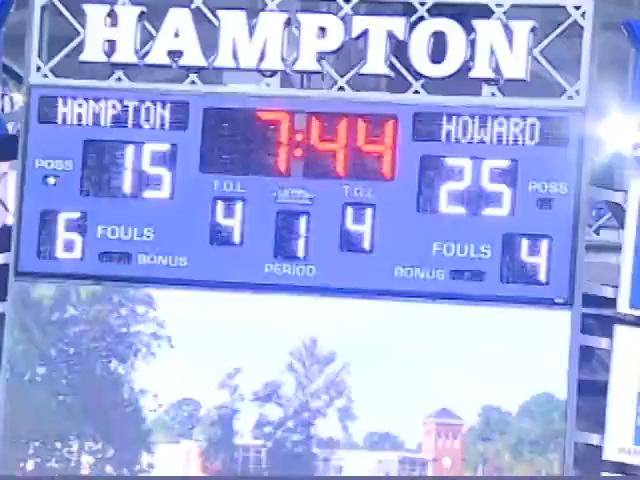 HAMPTON
HAMPTON 7:44 HOWARD
POSS 15 T.O.L T.O.L 25 POSS
6 FOULS 4 1 4 FOULS 4
BONUS PERIOD BONUS